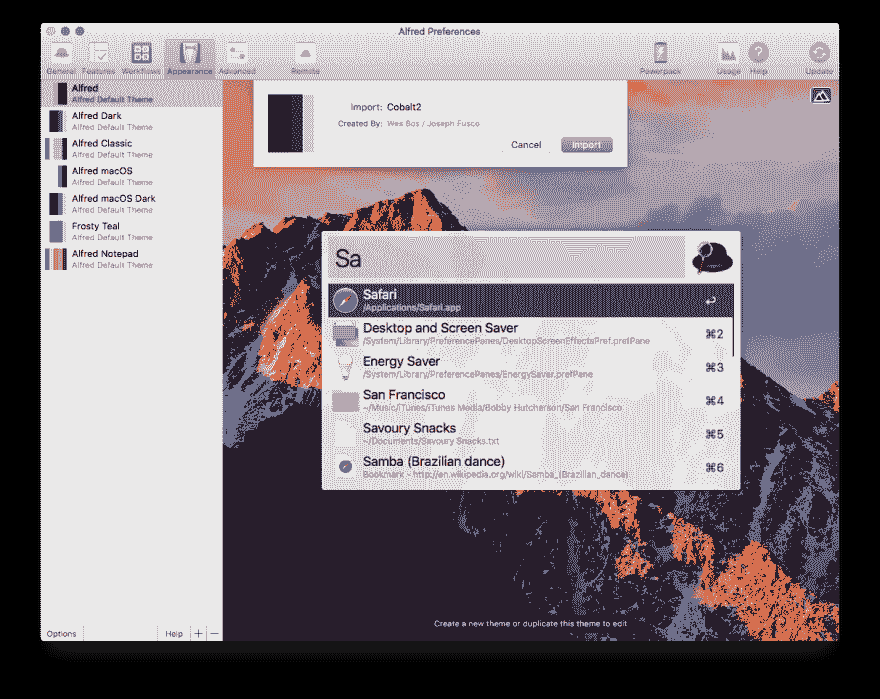 Alfred Preferences
General Features Workflows Appearance Advanced Remote Powerpack Usage Help Update
Alfred
Alfred Default Theme
Alfred Dark
Alfred Default Theme
Alfred Classic
Alfred Default Theme
Alfred macOS
Alfred Default Theme
Alfred macOS Dark
Alfred Default Theme
Frosty Teal
Alfred Default Theme
Alfred Notepad
Alfred Default Theme
Import: Cobalt2
Created By: Wes Bos / Joseph Fusco
Cancel Import
Sa
Safari
/Applications/Safari.app
Desktop and Screen Saver ⌘2
/System/Library/PreferencePanes/DesktopScreenEffectsPref.prefPane
Energy Saver ⌘3
/System/Library/PreferencePanes/EnergySaver.prefPane
San Francisco ⌘4
~/Music/iTunes/iTunes Media/Bobby Hutcherson/San Francisco
Savoury Snacks ⌘5
~/Documents/Savoury Snacks.txt
Samba (Brazilian dance) ⌘6
Bookmark - http://en.wikipedia.org/wiki/Samba_(Brazilian_dance)
Create a new theme or duplicate this theme to edit
Options Help + −